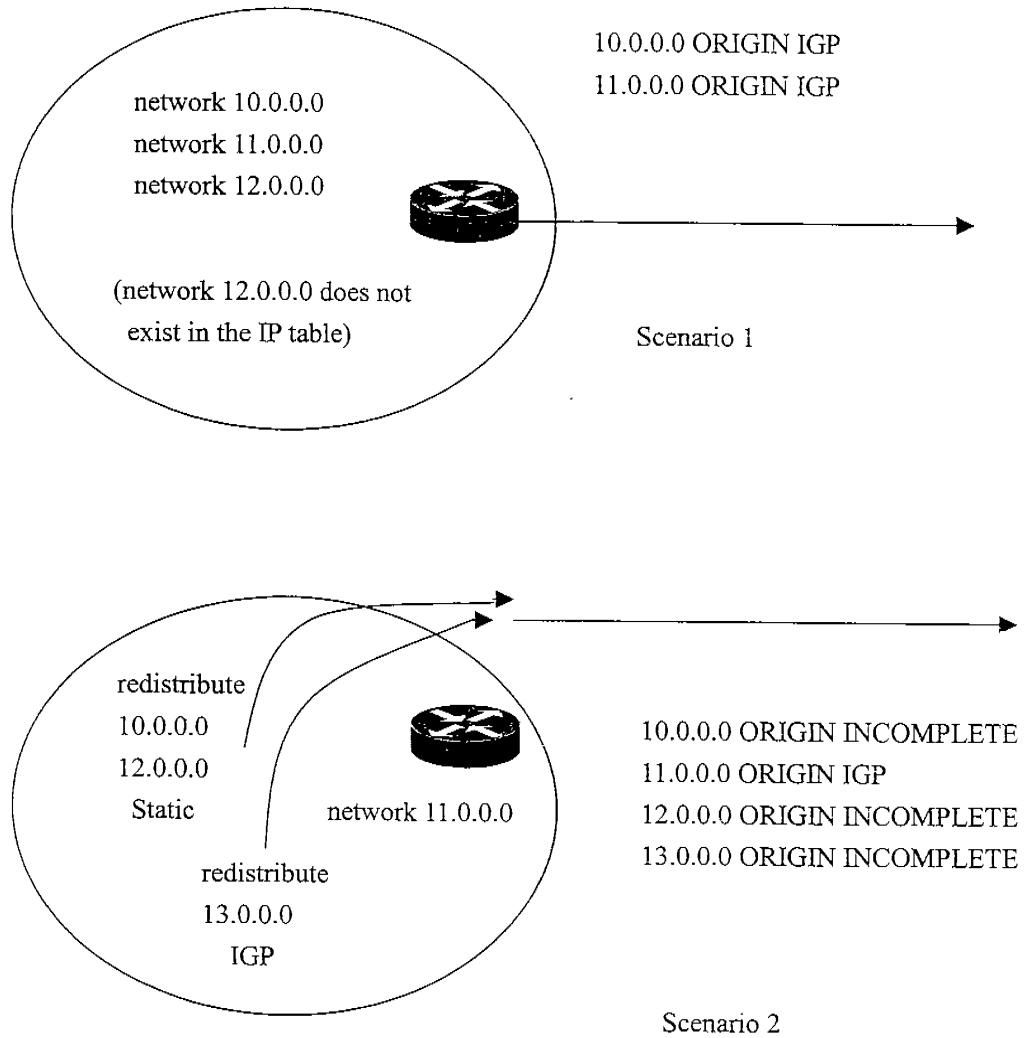 network 10.0.0.0
network 11.0.0.0
network 12.0.0.0
(network 12.0.0.0 does not
exist in the IP table)
10.0.0.0 ORIGIN IGP
11.0.0.0 ORIGIN IGP
Scenario 1
redistribute
10.0.0.0
12.0.0.0
Static
network 11.0.0.0
redistribute
13.0.0.0
IGP
10.0.0.0 ORIGIN INCOMPLETE
11.0.0.0 ORIGIN IGP
12.0.0.0 ORIGIN INCOMPLETE
13.0.0.0 ORIGIN INCOMPLETE
Scenario 2